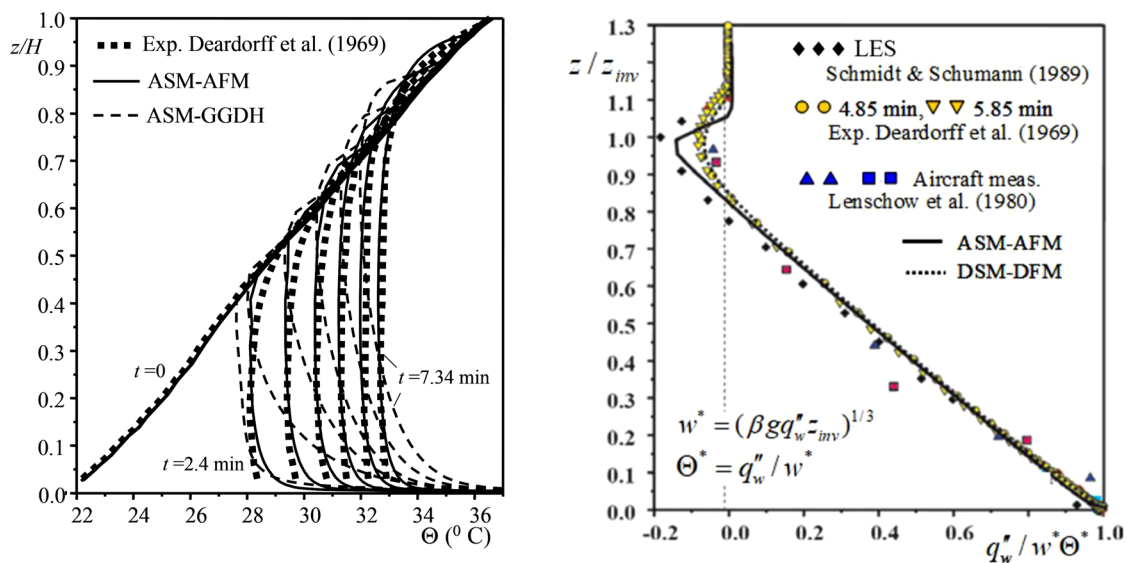 1.0
z/H
0.9
0.8
0.7
0.6
0.5
0.4
0.3
0.2
0.1
0.0
Exp. Deardorff et al. (1969)
ASM-AFM
ASM-GGDH
t=0
t=7.34 min
t=2.4 min
22 24 26 28 30 32 34 36
Θ (⁰ C)
1.3
z / z_inv
1.1
1.0
0.9
0.8
0.7
0.6
0.5
0.4
0.3
0.2
0.1
0.0
LES
Schmidt & Schumann (1989)
4.85 min, 5.85 min
Exp. Deardorff et al. (1969)
Aircraft meas.
Lenschow et al. (1980)
ASM-AFM
DSM-DFM
w* = (βgq''_w z_inv)^1/3
Θ* = q''_w / w*
-0.2 0.0 0.2 0.4 0.6 0.8 1.0
q''_w / w*Θ*